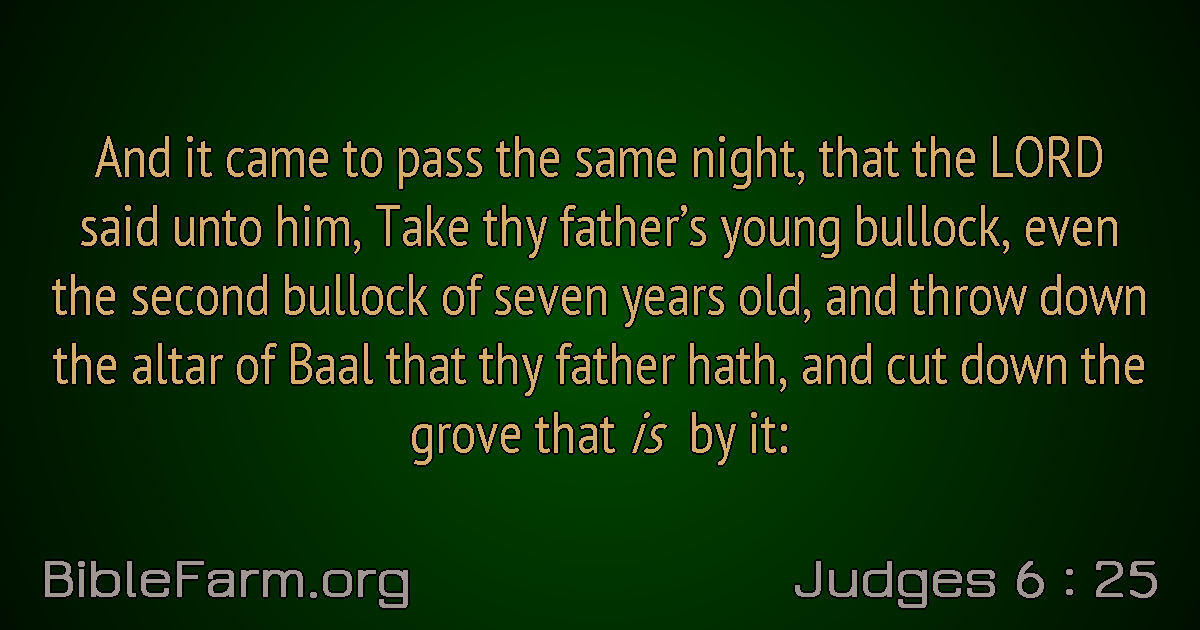 And it came to pass the same night, that the LORD
said unto him, Take thy father’s young bullock, even
the second bullock of seven years old, and throw down
the altar of Baal that thy father hath, and cut down the
grove that is by it:
BibleFarm.org
Judges 6 : 25